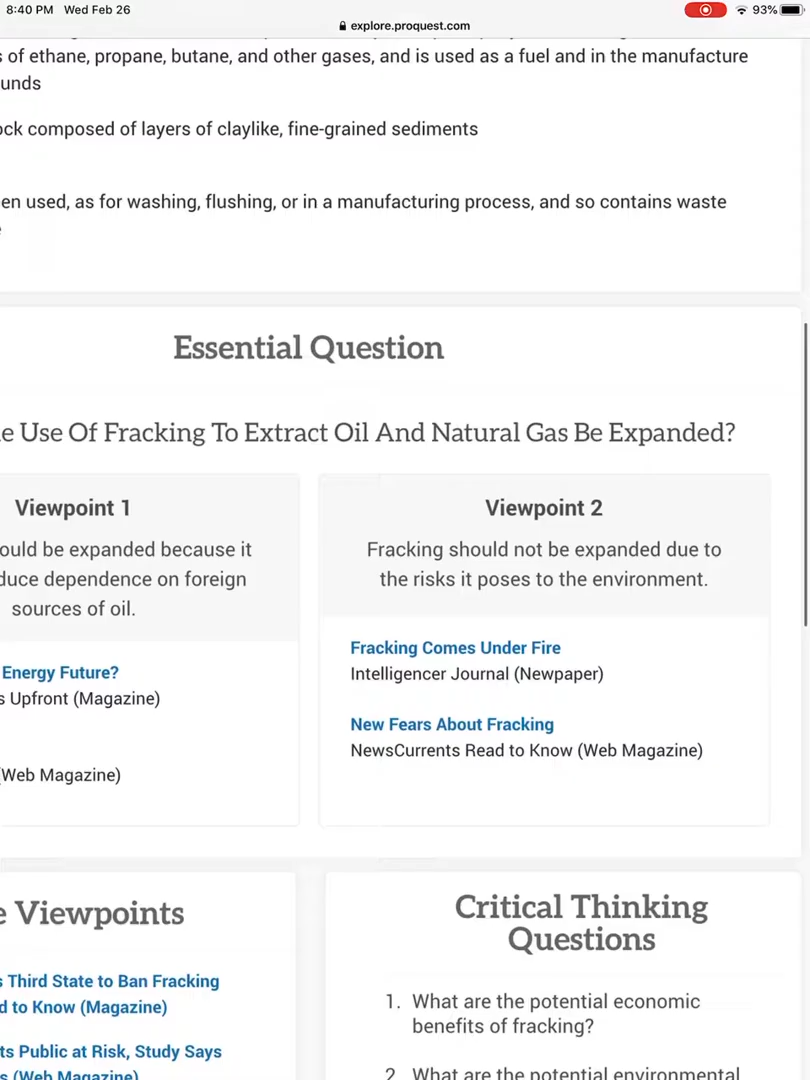 8:40 PM Wed Feb 26
93%
explore.proquest.com
of ethane, propane, butane, and other gases, and is used as a fuel and in the manufacture
unds
ock composed of layers of claylike, fine-grained sediments
en used, as for washing, flushing, or in a manufacturing process, and so contains waste
Essential Question
e Use Of Fracking To Extract Oil And Natural Gas Be Expanded?
Viewpoint 1
ould be expanded because it
duce dependence on foreign
sources of oil.
Energy Future?
s Upfront (Magazine)
(Web Magazine)
Viewpoint 2
Fracking should not be expanded due to
the risks it poses to the environment.
Fracking Comes Under Fire
Intelligencer Journal (Newpaper)
New Fears About Fracking
NewsCurrents Read to Know (Web Magazine)
e Viewpoints
s Third State to Ban Fracking
d to Know (Magazine)
ts Public at Risk, Study Says
s (Web Magazine)
Critical Thinking
Questions
1. What are the potential economic
benefits of fracking?
2. What are the potential environmental